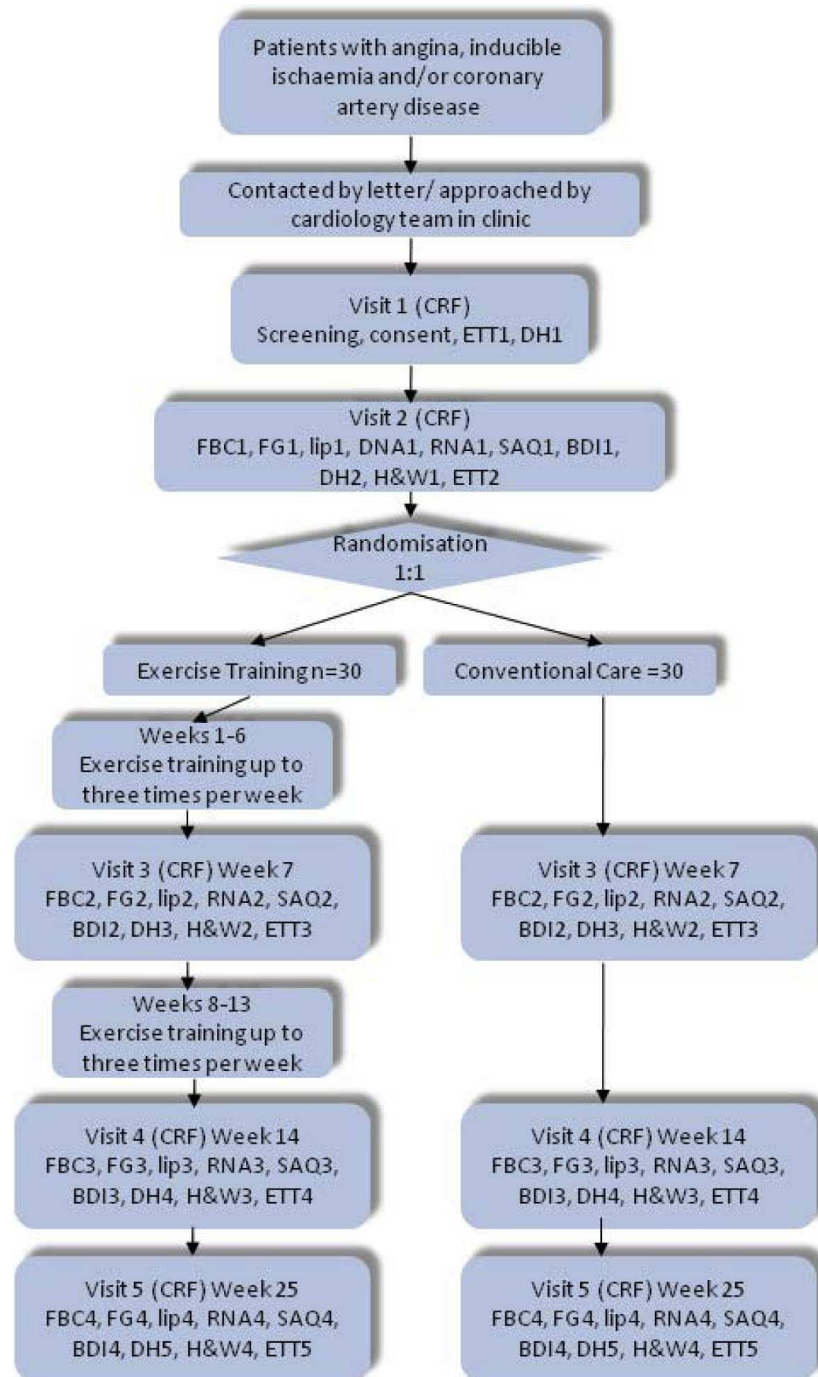 Patients with angina, inducible
ischaemia and/or coronary
artery disease
Contacted by letter/ approached by
cardiology team in clinic
Visit 1 (CRF)
Screening, consent, ETT1, DH1
Visit 2 (CRF)
FBC1, FG1, lip1, DNA1, RNA1, SAQ1, BDI1,
DH2, H&W1, ETT2
Randomisation
1:1
Exercise Training n=30
Conventional Care =30
Weeks 1-6
Exercise training up to
three times per week
Visit 3 (CRF) Week 7
FBC2, FG2, lip2, RNA2, SAQ2,
BDI2, DH3, H&W2, ETT3
Visit 3 (CRF) Week 7
FBC2, FG2, lip2, RNA2, SAQ2,
BDI2, DH3, H&W2, ETT3
Weeks 8-13
Exercise training up to
three times per week
Visit 4 (CRF) Week 14
FBC3, FG3, lip3, RNA3, SAQ3,
BDI3, DH4, H&W3, ETT4
Visit 4 (CRF) Week 14
FBC3, FG3, lip3, RNA3, SAQ3,
BDI3, DH4, H&W3, ETT4
Visit 5 (CRF) Week 25
FBC4, FG4, lip4, RNA4, SAQ4,
BDI4, DH5, H&W4, ETT5
Visit 5 (CRF) Week 25
FBC4, FG4, lip4, RNA4, SAQ4,
BDI4, DH5, H&W4, ETT5